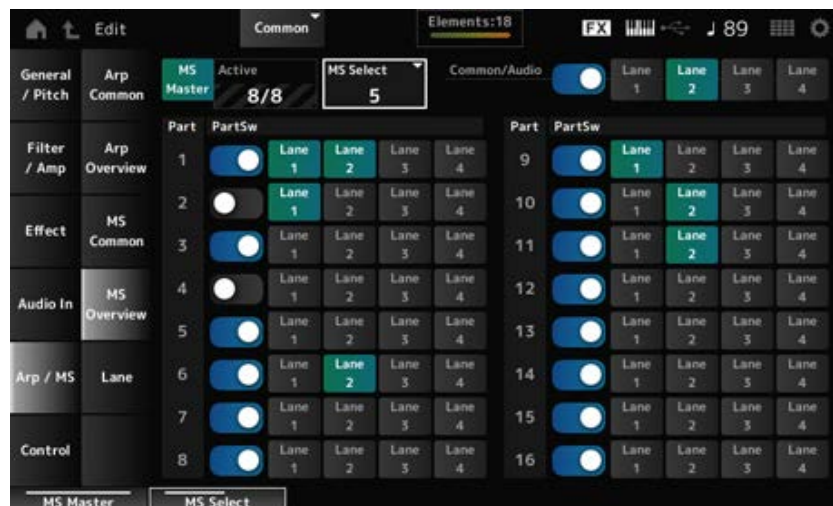 Edit
Common
Elements:18
FX
♩ 89
General / Pitch
Filter / Amp
Effect
Audio In
Arp / MS
Control
Arp Common
Arp Overview
MS Common
MS Overview
Lane
MS Master
Active
8/8
MS Select
5
Common/Audio
Lane 1 Lane 2 Lane 3 Lane 4
Part PartSw
1 Lane 1 Lane 2 Lane 3 Lane 4
2 Lane 1 Lane 2 Lane 3 Lane 4
3 Lane 1 Lane 2 Lane 3 Lane 4
4 Lane 1 Lane 2 Lane 3 Lane 4
5 Lane 1 Lane 2 Lane 3 Lane 4
6 Lane 1 Lane 2 Lane 3 Lane 4
7 Lane 1 Lane 2 Lane 3 Lane 4
8 Lane 1 Lane 2 Lane 3 Lane 4
Part PartSw
9 Lane 1 Lane 2 Lane 3 Lane 4
10 Lane 1 Lane 2 Lane 3 Lane 4
11 Lane 1 Lane 2 Lane 3 Lane 4
12 Lane 1 Lane 2 Lane 3 Lane 4
13 Lane 1 Lane 2 Lane 3 Lane 4
14 Lane 1 Lane 2 Lane 3 Lane 4
15 Lane 1 Lane 2 Lane 3 Lane 4
16 Lane 1 Lane 2 Lane 3 Lane 4
MS Master
MS Select